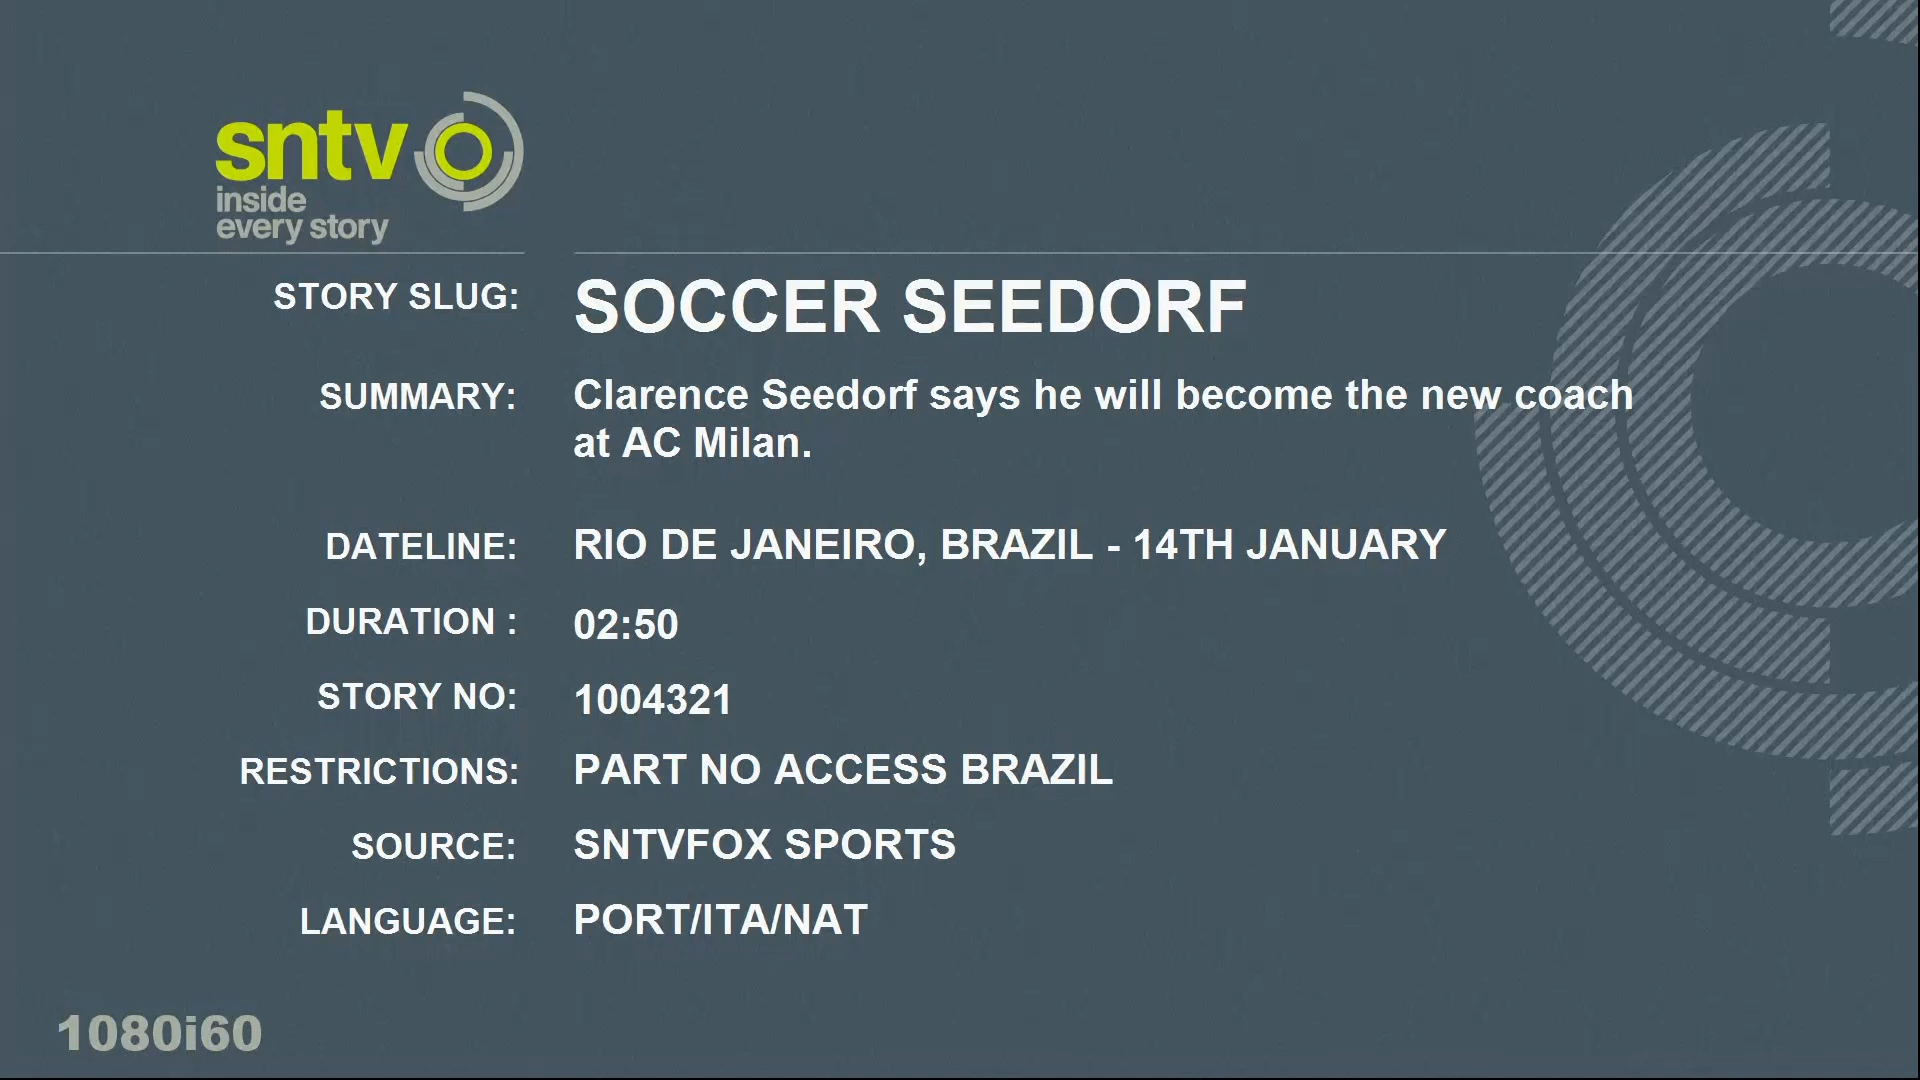 sntv
inside
every story
STORY SLUG: SOCCER SEEDORF
SUMMARY: Clarence Seedorf says he will become the new coach
at AC Milan.
DATELINE: RIO DE JANEIRO, BRAZIL - 14TH JANUARY
DURATION : 02:50
STORY NO: 1004321
RESTRICTIONS: PART NO ACCESS BRAZIL
SOURCE: SNTVFOX SPORTS
LANGUAGE: PORT/ITA/NAT
1080i60